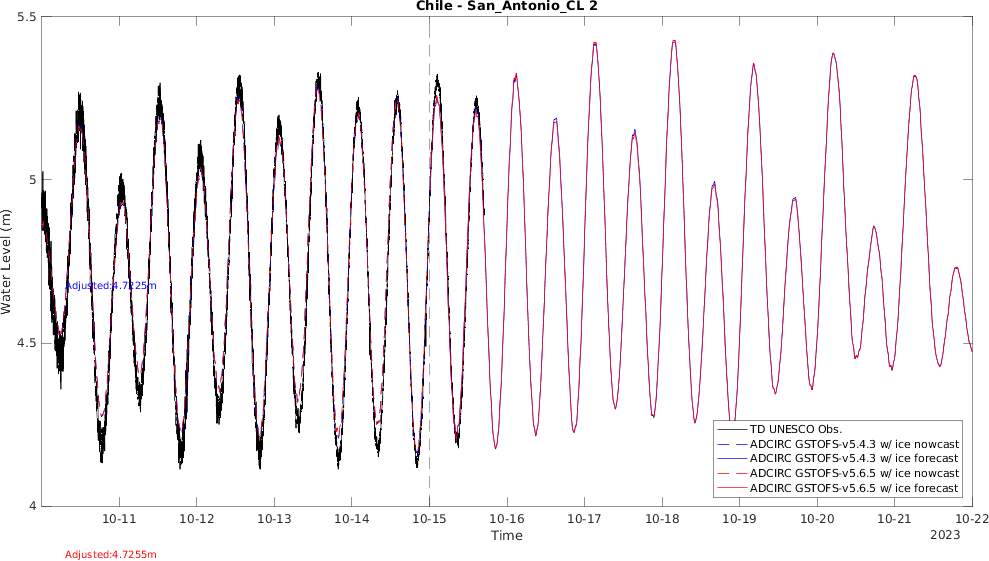 Chile - San_Antonio_CL 2
5.5
5
4.5
4
Water Level (m)
Adjusted:4.7225m
TD UNESCO Obs.
ADCIRC GSTOFS-v5.4.3 w/ ice nowcast
ADCIRC GSTOFS-v5.4.3 w/ ice forecast
ADCIRC GSTOFS-v5.6.5 w/ ice nowcast
ADCIRC GSTOFS-v5.6.5 w/ ice forecast
10-11 10-12 10-13 10-14 10-15 10-16 10-17 10-18 10-19 10-20 10-21 10-22
Time
2023
Adjusted:4.7255m